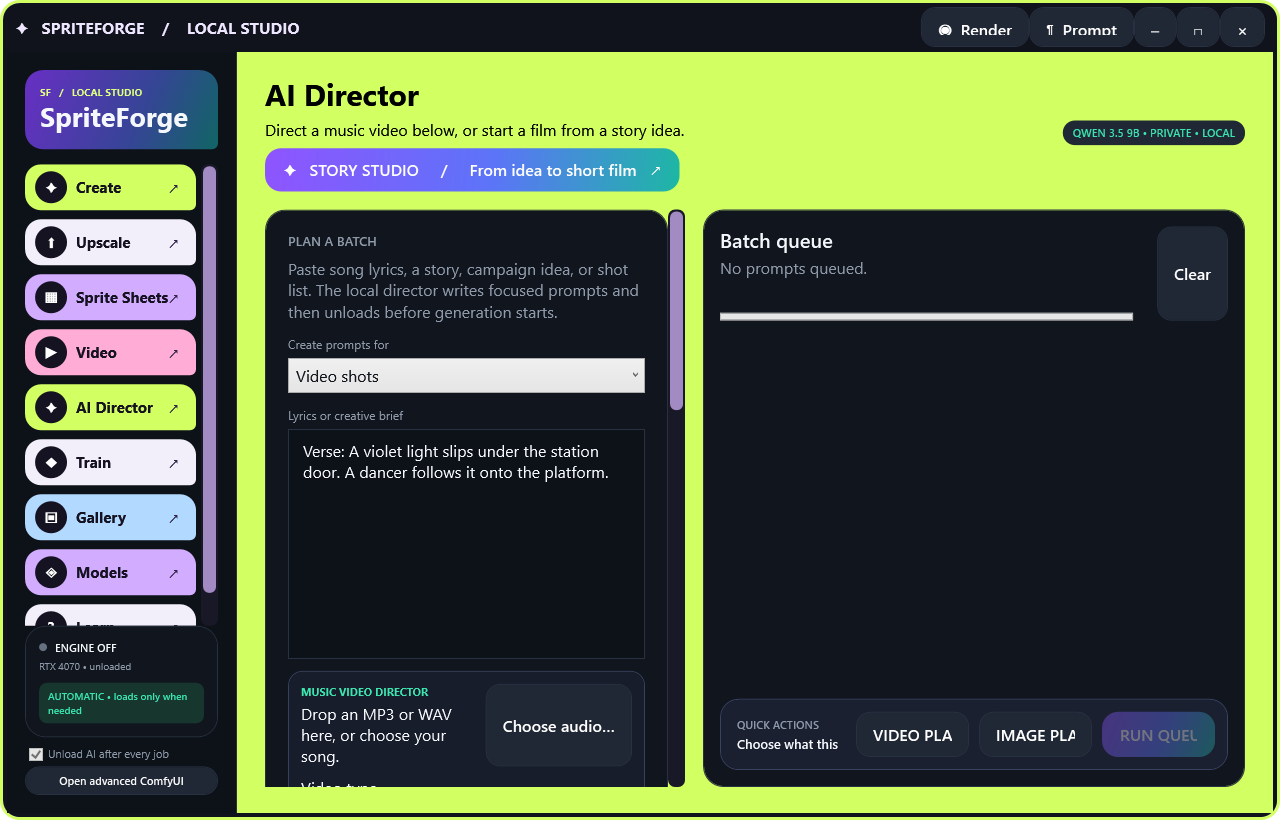 SPRITEFORGE / LOCAL STUDIO
Render
Prompt
SF / LOCAL STUDIO
SpriteForge
Create
Upscale
Sprite Sheets
Video
AI Director
Train
Gallery
Models
ENGINE OFF
RTX 4070 • unloaded
AUTOMATIC • loads only when
needed
Unload AI after every job
Open advanced ComfyUI
AI Director
Direct a music video below, or start a film from a story idea.
QWEN 3.5 9B • PRIVATE • LOCAL
STORY STUDIO / From idea to short film
PLAN A BATCH
Paste song lyrics, a story, campaign idea, or shot
list. The local director writes focused prompts and
then unloads before generation starts.
Create prompts for
Video shots
Lyrics or creative brief
Verse: A violet light slips under the station
door. A dancer follows it onto the platform.
MUSIC VIDEO DIRECTOR
Drop an MP3 or WAV
here, or choose your
song.
Choose audio...
Batch queue
No prompts queued.
Clear
QUICK ACTIONS
Choose what this
VIDEO PLA
IMAGE PLA
RUN QUEU